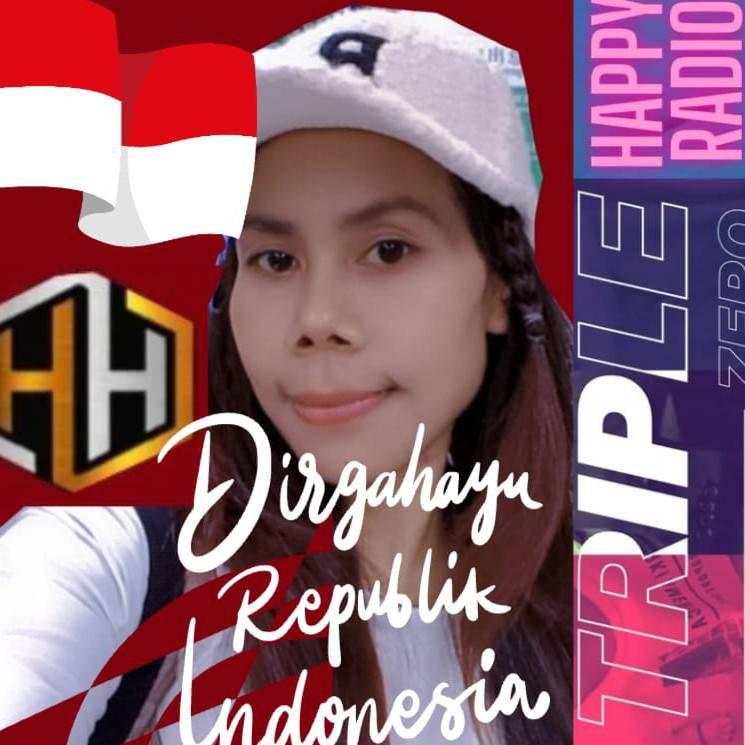 HAPPY
RADIO
TRIPLE
ZERO
HH
Dirgahayu
Republik
Indonesia